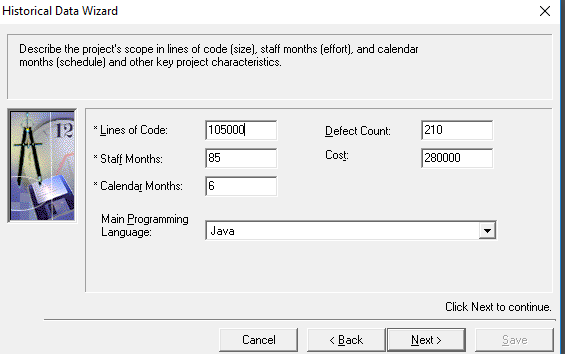 Historical Data Wizard
Describe the project's scope in lines of code (size), staff months (effort), and calendar
months (schedule) and other key project characteristics.
12
* Lines of Code: 105000 Defect Count: 210
* Staff Months: 85 Cost: 280000
* Calendar Months: 6
Main Programming
Language: Java
Click Next to continue.
Cancel < Back Next > Save